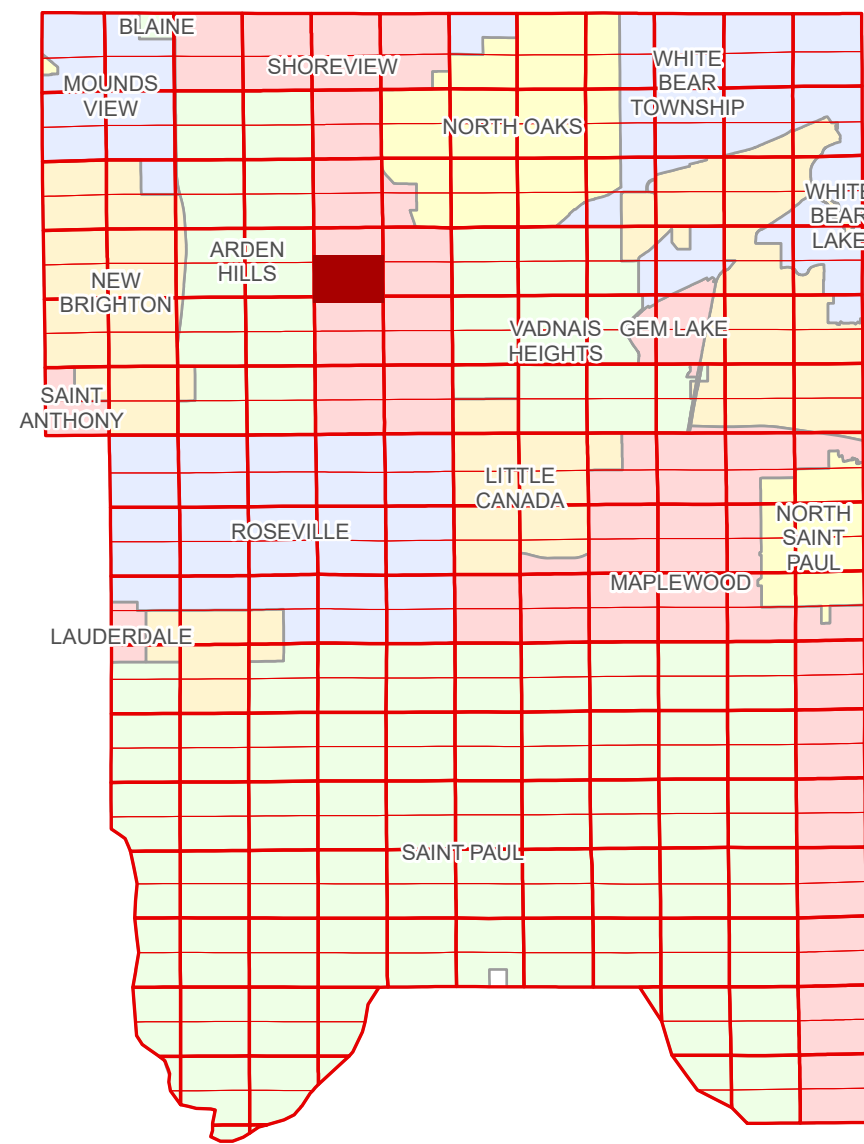 BLAINE
SHOREVIEW
WHITE
BEAR
TOWNSHIP
MOUNDS
VIEW
NORTH OAKS
WHITE
BEAR
LAKE
ARDEN
HILLS
NEW
BRIGHTON
VADNAIS
HEIGHTS
GEM LAKE
SAINT
ANTHONY
LITTLE
CANADA
ROSEVILLE
NORTH
SAINT
PAUL
MAPLEWOOD
LAUDERDALE
SAINT PAUL